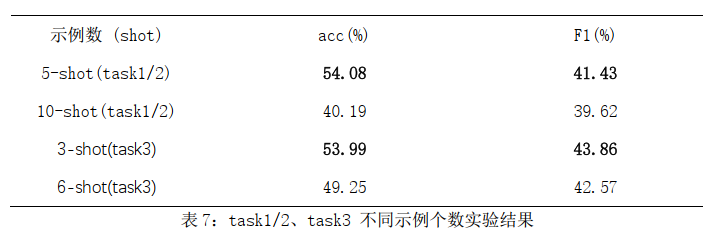 示例数 (shot) acc(%) F1(%)
5-shot(task1/2) 54.08 41.43
10-shot(task1/2) 40.19 39.62
3-shot(task3) 53.99 43.86
6-shot(task3) 49.25 42.57
表 7: task1/2、task3 不同示例个数实验结果